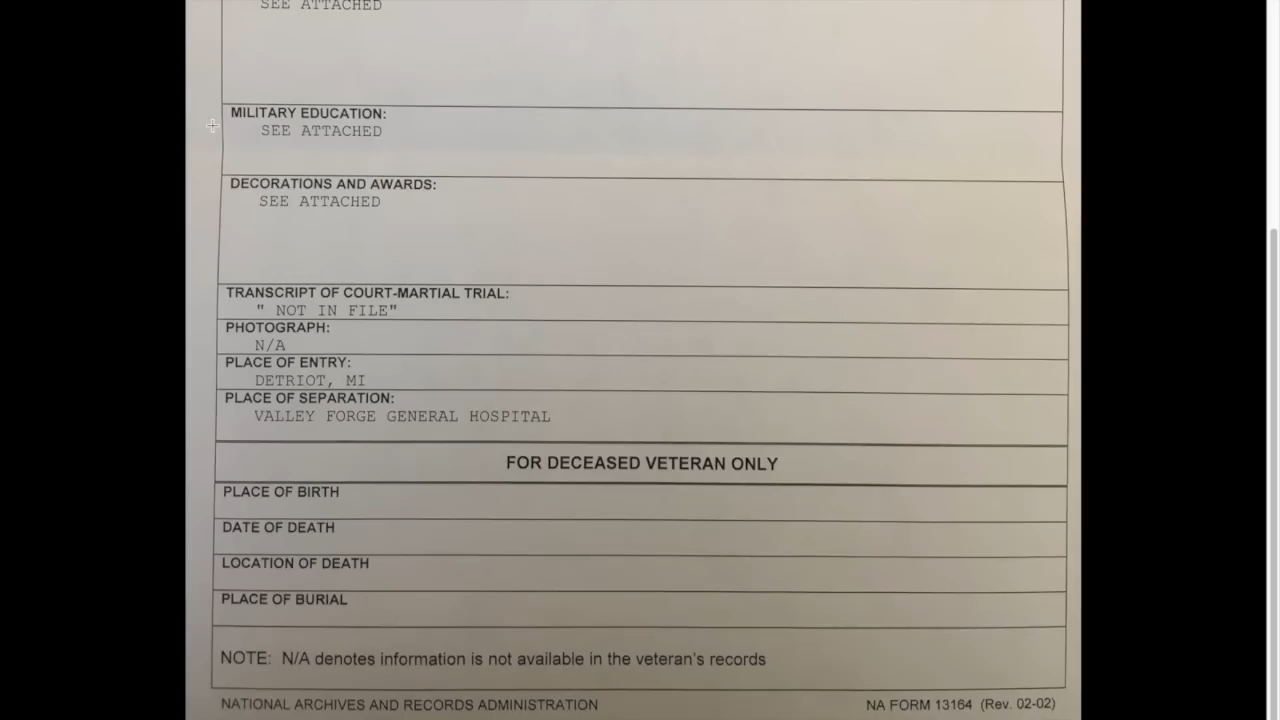 SEE ATTACHED
MILITARY EDUCATION:
SEE ATTACHED
DECORATIONS AND AWARDS:
SEE ATTACHED
TRANSCRIPT OF COURT-MARTIAL TRIAL:
" NOT IN FILE"
PHOTOGRAPH:
N/A
PLACE OF ENTRY:
DETRIOT, MI
PLACE OF SEPARATION:
VALLEY FORGE GENERAL HOSPITAL
FOR DECEASED VETERAN ONLY
PLACE OF BIRTH
DATE OF DEATH
LOCATION OF DEATH
PLACE OF BURIAL
NOTE: N/A denotes information is not available in the veteran's records
NATIONAL ARCHIVES AND RECORDS ADMINISTRATION NA FORM 13164 (Rev. 02-02)